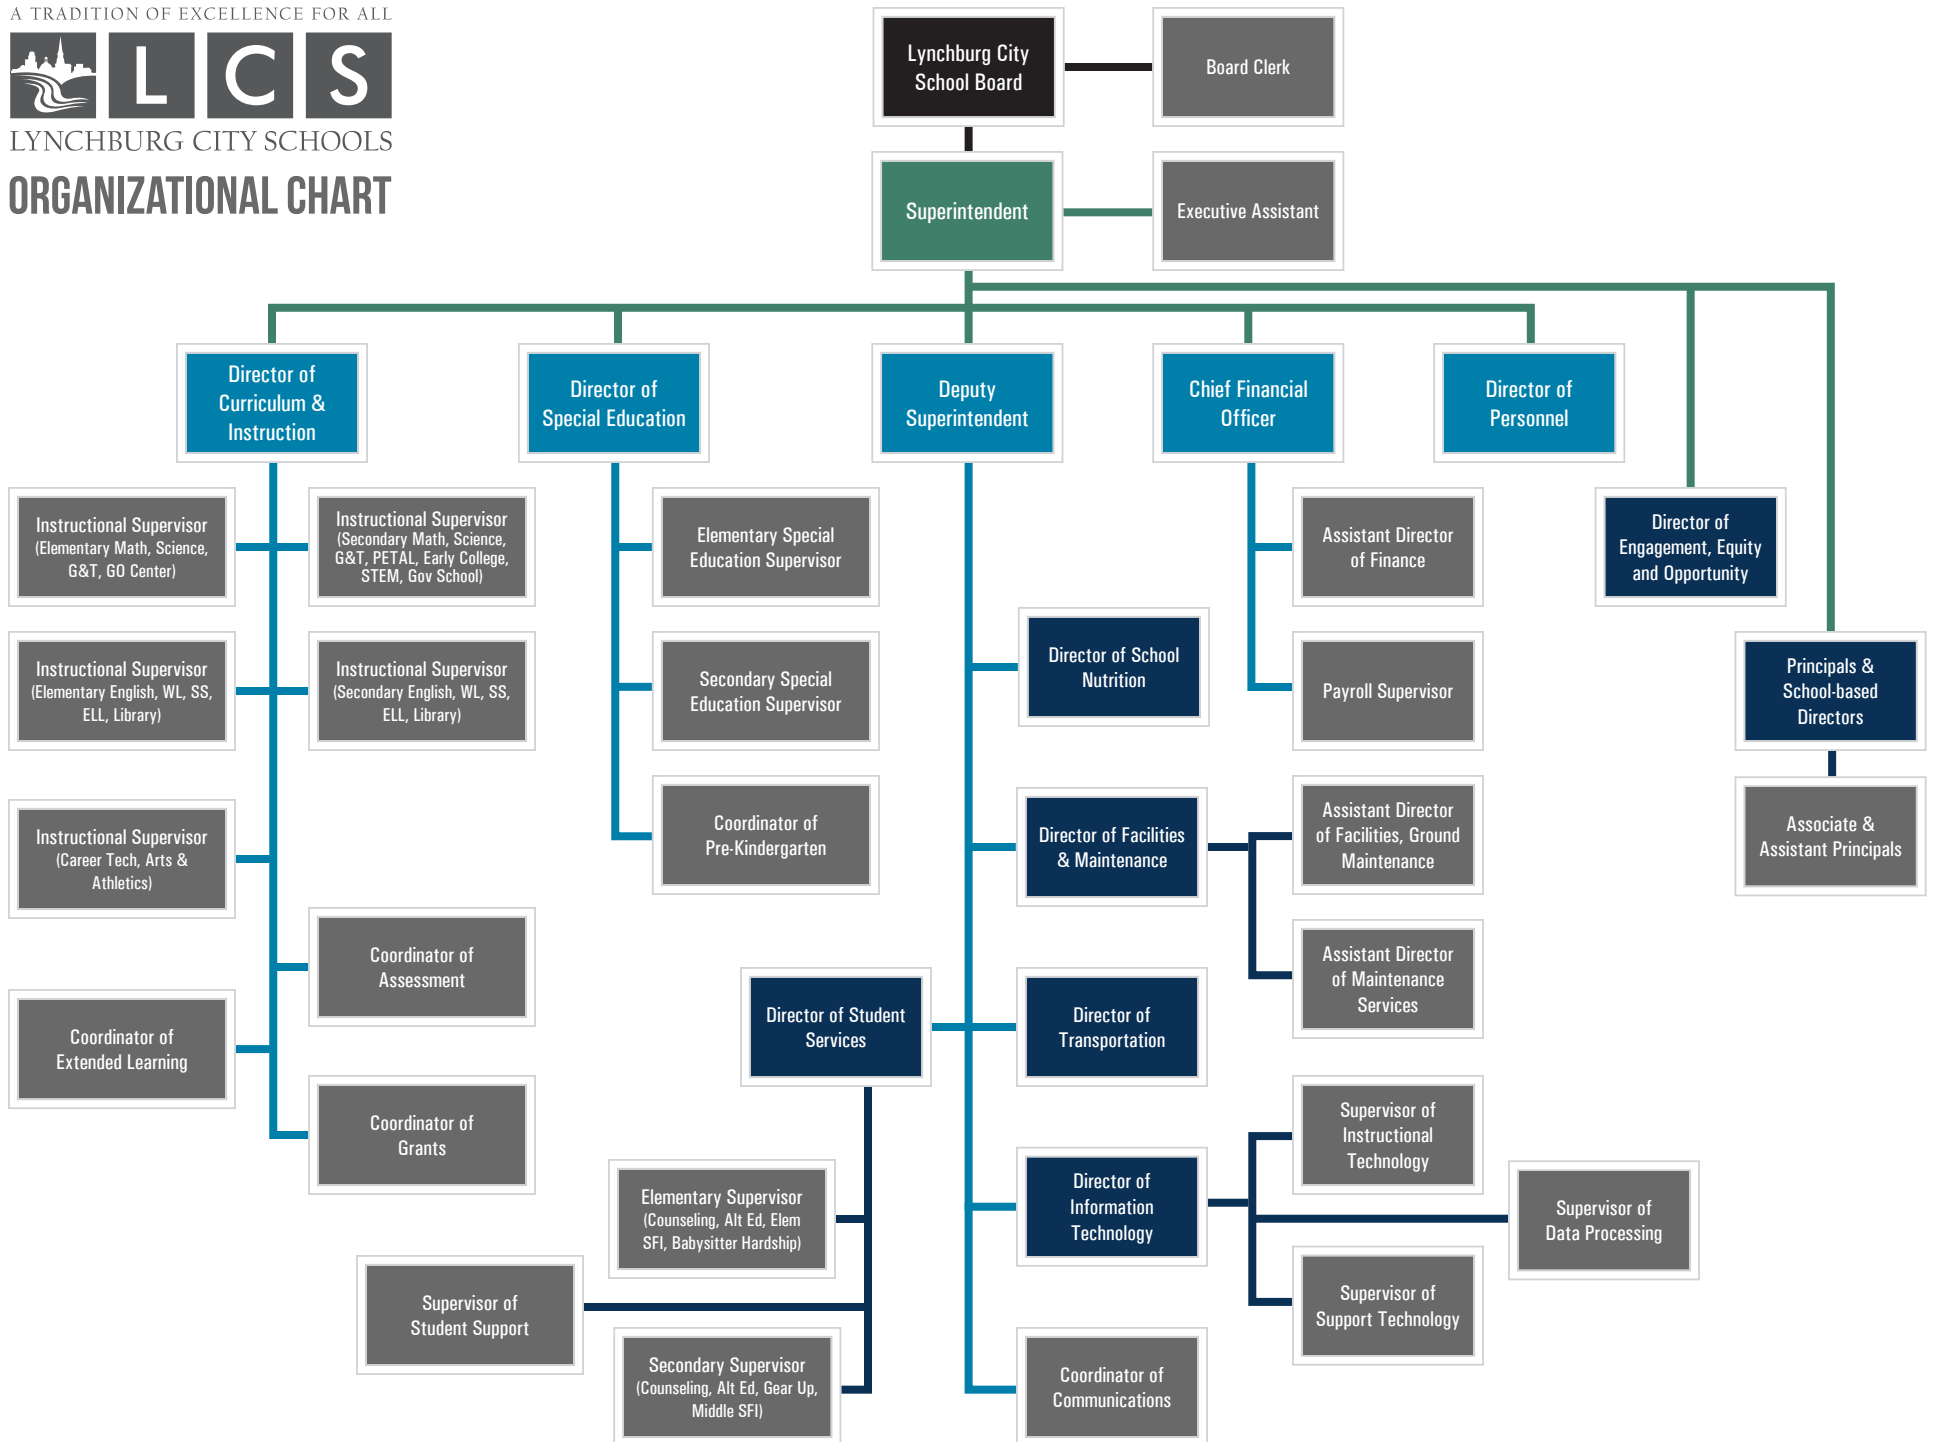 A TRADITION OF EXCELLENCE FOR ALL
L C S
LYNCHBURG CITY SCHOOLS
ORGANIZATIONAL CHART
Lynchburg City
School Board
Board Clerk
Superintendent
Executive Assistant
Director of
Curriculum &
Instruction
Director of
Special Education
Deputy
Superintendent
Chief Financial
Officer
Director of
Personnel
Instructional Supervisor
(Elementary Math, Science,
G&T, GO Center)
Instructional Supervisor
(Secondary Math, Science,
G&T, PETAL, Early College,
STEM, Gov School)
Elementary Special
Education Supervisor
Assistant Director
of Finance
Director of
Engagement, Equity
and Opportunity
Instructional Supervisor
(Elementary English, WL, SS,
ELL, Library)
Instructional Supervisor
(Secondary English, WL, SS,
ELL, Library)
Secondary Special
Education Supervisor
Director of School
Nutrition
Payroll Supervisor
Principals &
School-based
Directors
Instructional Supervisor
(Career Tech, Arts &
Athletics)
Coordinator of
Pre-Kindergarten
Director of Facilities
& Maintenance
Assistant Director
of Facilities, Ground
Maintenance
Associate &
Assistant Principals
Coordinator of
Assessment
Assistant Director
of Maintenance
Services
Director of Student
Services
Director of
Transportation
Coordinator of
Extended Learning
Coordinator of
Grants
Supervisor of
Instructional
Technology
Elementary Supervisor
(Counseling, Alt Ed, Elem
SFI, Babysitter Hardship)
Director of
Information
Technology
Supervisor of
Data Processing
Supervisor of
Student Support
Supervisor of
Support Technology
Secondary Supervisor
(Counseling, Alt Ed, Gear Up,
Middle SFI)
Coordinator of
Communications